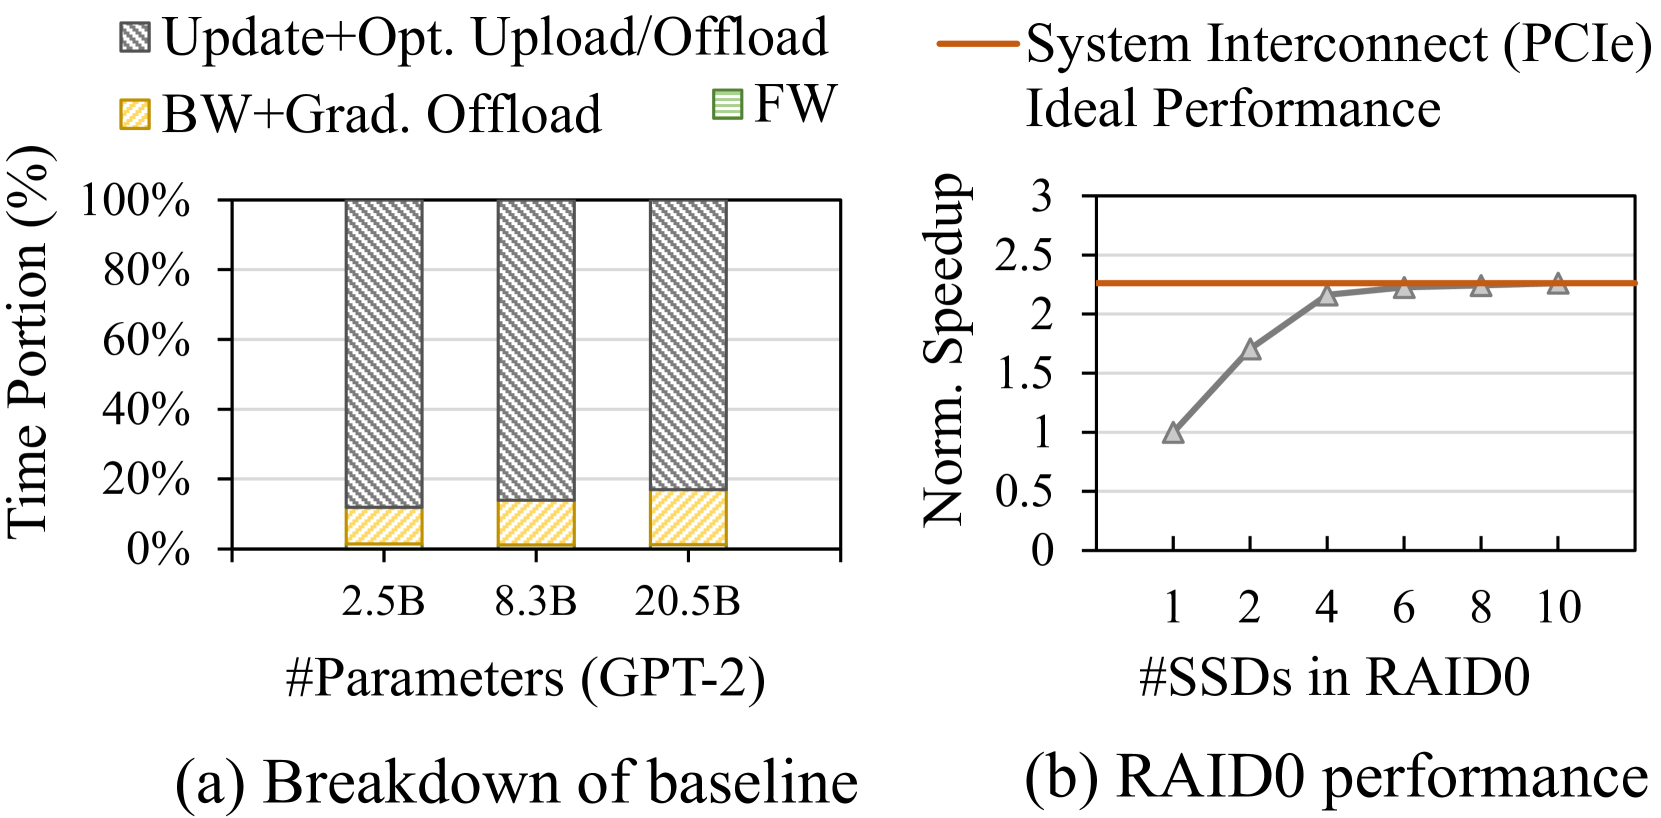 Update+Opt. Upload/Offload
BW+Grad. Offload
FW
Time Portion (%)
100%
80%
60%
40%
20%
0%
2.5B
8.3B
20.5B
#Parameters (GPT-2)
(a) Breakdown of baseline
System Interconnect (PCIe)
Ideal Performance
Norm. Speedup
3
2.5
2
1.5
1
0.5
0
1
2
4
6
8
10
#SSDs in RAID0
(b) RAID0 performance